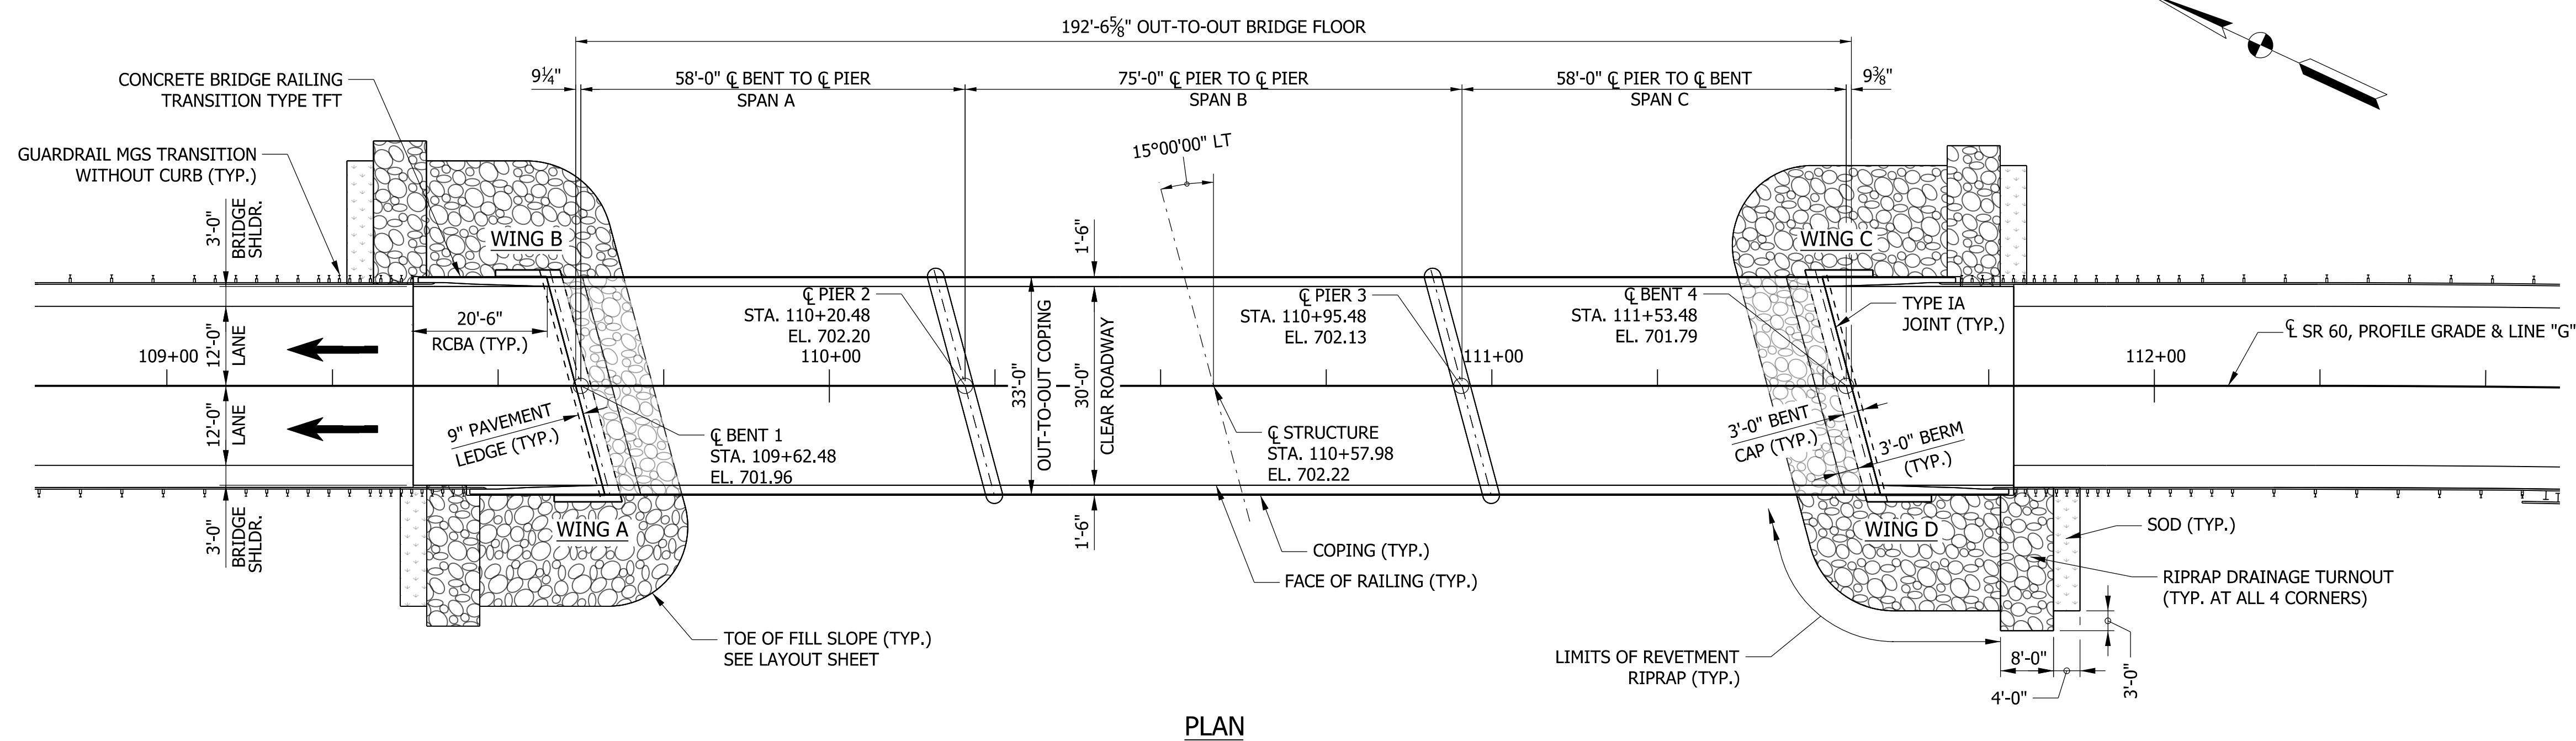 192'-6⅝" OUT-TO-OUT BRIDGE FLOOR
9¼"
58'-0" ℄ BENT TO ℄ PIER
SPAN A
75'-0" ℄ PIER TO ℄ PIER
SPAN B
58'-0" ℄ PIER TO ℄ BENT
SPAN C
9⅜"
CONCRETE BRIDGE RAILING
TRANSITION TYPE TFT
GUARDRAIL MGS TRANSITION
WITHOUT CURB (TYP.)
15°00'00" LT
3'-0"
BRIDGE
SHLDR.
WING B
WING C
1'-6"
℄ PIER 2
STA. 110+20.48
EL. 702.20
110+00
℄ PIER 3
STA. 110+95.48
EL. 702.13
℄ BENT 4
STA. 111+53.48
EL. 701.79
TYPE IA
JOINT (TYP.)
20'-6"
RCBA (TYP.)
109+00
12'-0"
LANE
33'-0"
OUT-TO-OUT COPING
30'-0"
CLEAR ROADWAY
111+00
112+00
℄ SR 60, PROFILE GRADE & LINE "G"
12'-0"
LANE
9" PAVEMENT
LEDGE (TYP.)
℄ BENT 1
STA. 109+62.48
EL. 701.96
℄ STRUCTURE
STA. 110+57.98
EL. 702.22
3'-0" BENT
CAP (TYP.)
3'-0" BERM
(TYP.)
3'-0"
BRIDGE
SHLDR.
WING A
1'-6"
WING D
COPING (TYP.)
FACE OF RAILING (TYP.)
SOD (TYP.)
RIPRAP DRAINAGE TURNOUT
(TYP. AT ALL 4 CORNERS)
TOE OF FILL SLOPE (TYP.)
SEE LAYOUT SHEET
LIMITS OF REVETMENT
RIPRAP (TYP.)
8'-0"
4'-0"
3'-0"
PLAN